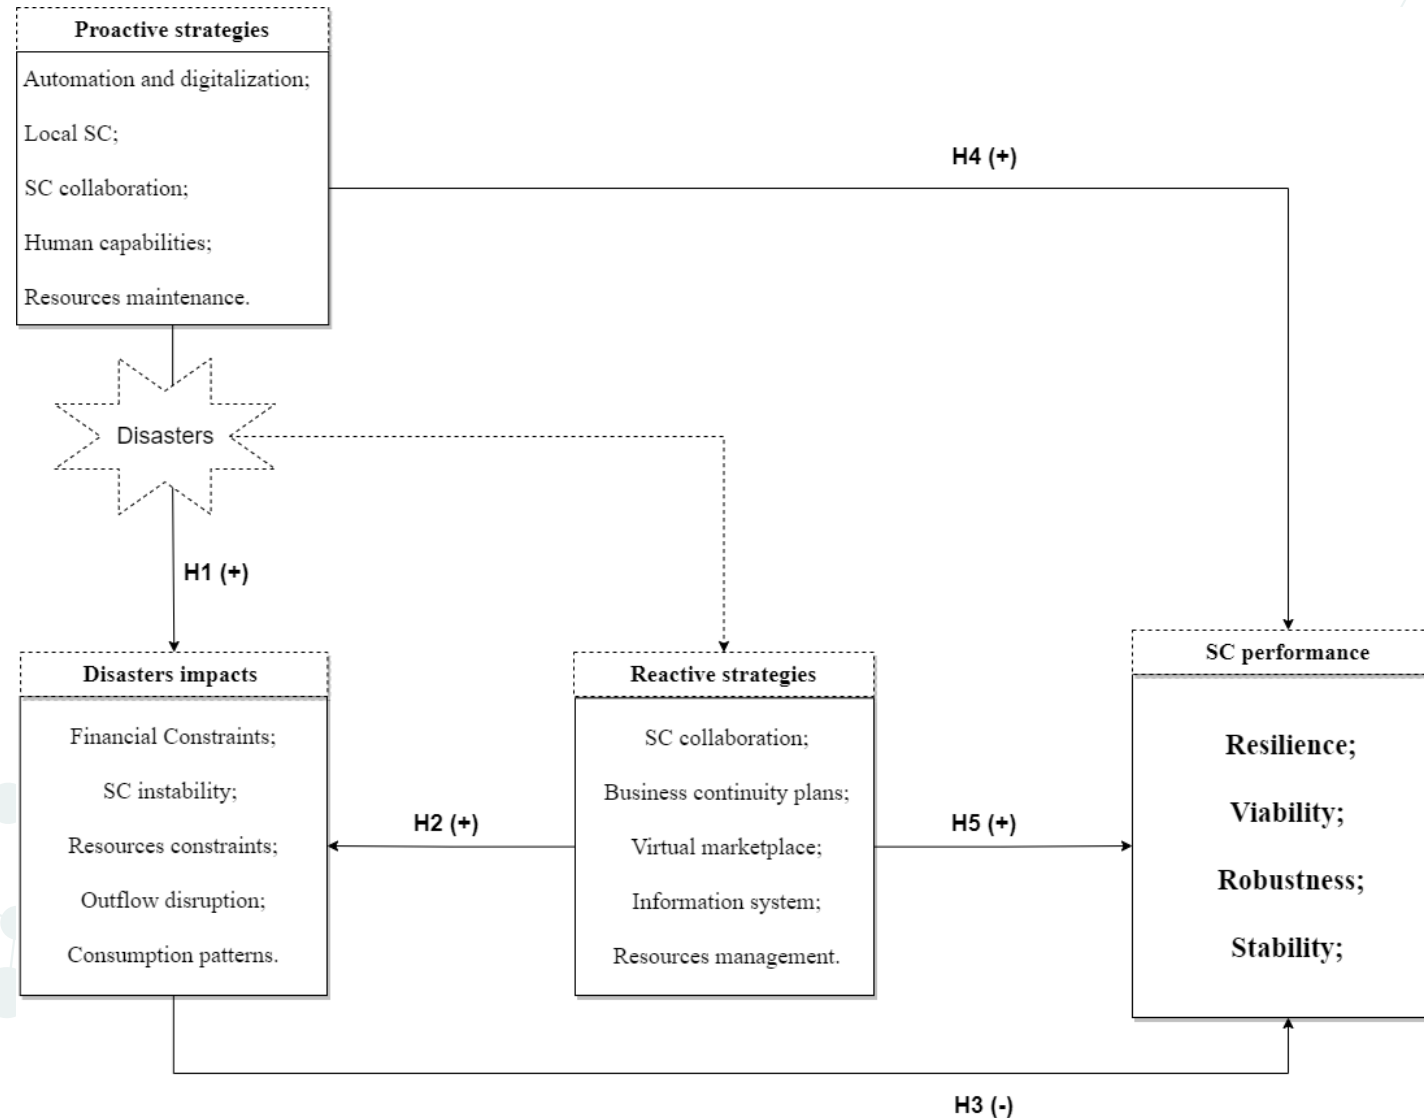 Proactive strategies
Automation and digitalization;
Local SC;
SC collaboration;
Human capabilities;
Resources maintenance.
H4 (+)
Disasters
H1 (+)
Disasters impacts
Financial Constraints;
SC instability;
Resources constraints;
Outflow disruption;
Consumption patterns.
H2 (+)
Reactive strategies
SC collaboration;
Business continuity plans;
Virtual marketplace;
Information system;
Resources management.
H5 (+)
SC performance
Resilience;
Viability;
Robustness;
Stability;
H3 (-)